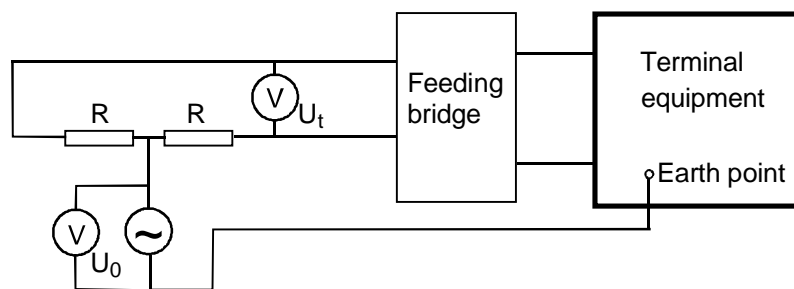 R
R
V
Ut
V
~
U0
Feeding
bridge
Terminal
equipment
Earth point